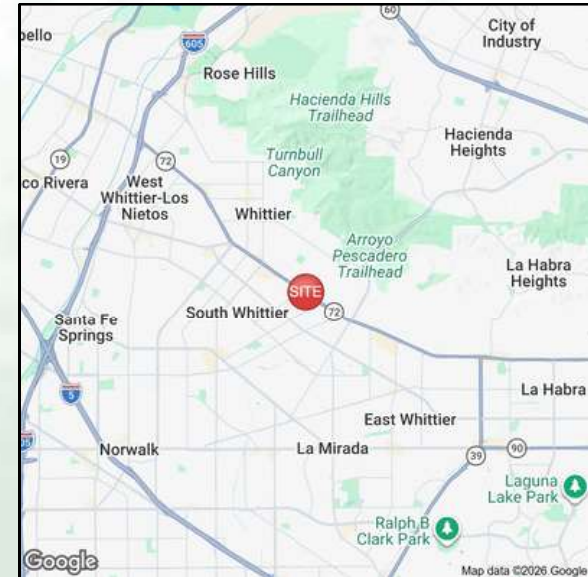 60
City of
Industry
ello
605
Rose Hills
Hacienda Hills
Trailhead
Hacienda
Heights
19
72
Turnbull
Canyon
co Rivera
West
Whittier-Los
Nietos
Whittier
Arroyo
Pescadero
Trailhead
La Habra
Heights
SITE
South Whittier
72
Santa Fe
Springs
5
La Habra
East Whittier
Norwalk
La Mirada
39
90
Laguna
Lake Park
Ralph B
Clark Park
Google
Map data ©2026 Google